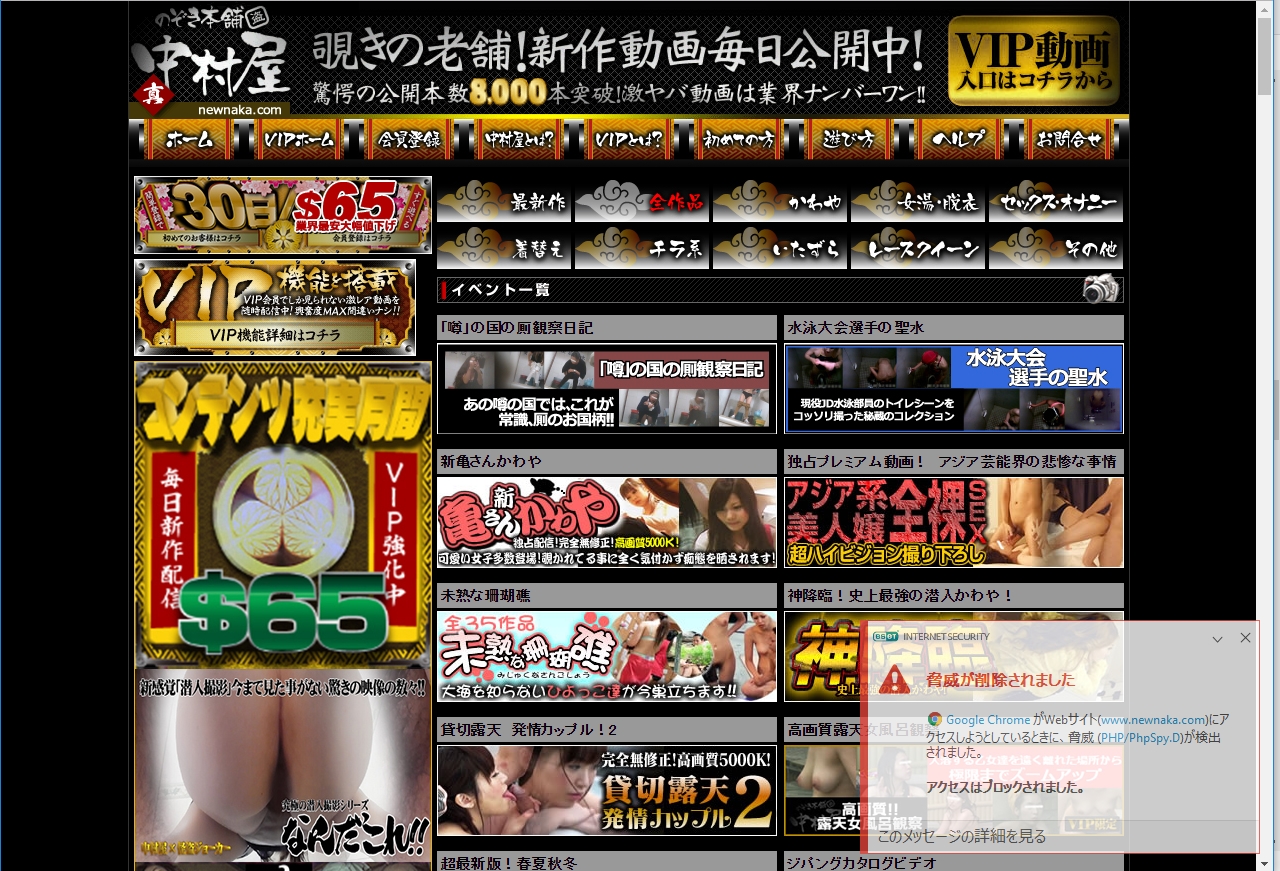 のぞき本舗 盗
中村屋
真
newnaka.com
覗きの老舗!新作動画毎日公開中!
驚愕の公開本数8,000本突破!激ヤバ動画は業界ナンバーワン!!
VIP動画
入口はコチラから
ホーム VIPホーム 会員登録 中村屋とは? VIPとは? 初めての方 遊び方 ヘルプ お問合せ
30日! $65
業界最安大幅値下げ
初めてのお客様はコチラ 会員登録はコチラ
VIP機能を搭載
VIP会員でしか見られない激レア動画を
随時配信中!興奮度MAX間違いナシ!!
VIP機能詳細はコチラ
コンテンツ充実月間
毎日新作配信
VIP強化中
$65
新感覚「潜入撮影」今まで見た事がない驚きの映像の数々!!
究極の潜入撮影シリーズ
なんだこれ!!
最新作 全作品 かわや 女湯・脱衣 セックス・オナニー
着替え チラ系 いたずら レースクイーン その他
イベント一覧
「噂」の国の厠観察日記
「噂」の国の厠観察日記
あの噂の国では、これが
常識、厠のお国柄!!
水泳大会選手の聖水
水泳大会
選手の聖水
現役JD水泳部員のトイレシーンを
コッソリ撮った秘蔵のコレクション
新亀さんかわや
新
亀さんかわや
独占配信!完全無修正!高画質5000K!
可愛い女子多数登場!覗かれてる事に全く気付かず痴態を晒されます!
独占プレミアム動画! アジア芸能界の悲惨な事情
アジア系
美人嬢
全裸
SEX
超ハイビジョン撮り下ろし
未熟な珊瑚礁
全35作品
未熟な珊瑚礁
みじゅくなさんごしょう
大海を知らないひよっこ達が今巣立ちます!!
神降臨!史上最強の潜入かわや!
神降臨
貸切露天 発情カップル!2
完全無修正!高画質5000K!
貸切露天
発情カップル 2
高画質露天女風呂観察
極限までズームアップ
高画質!!
露天女風呂観察
VIP限定
超最新版!春夏秋冬
ジパングカタログビデオ
eset INTERNET SECURITY
脅威が削除されました
Google Chrome がWebサイト(www.newnaka.com)にア
クセスしようとしているときに、脅威 (PHP/PhpSpy.D)が検出
されました。
アクセスはブロックされました。
このメッセージの詳細を見る